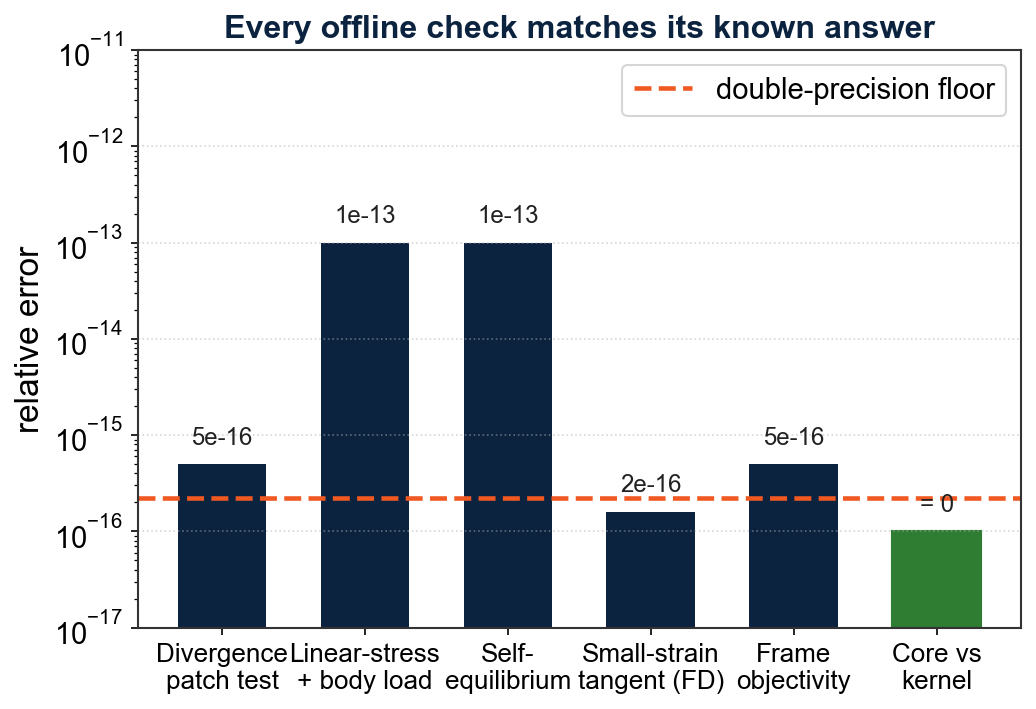 Every offline check matches its known answer
10⁻¹¹
10⁻¹²
10⁻¹³
10⁻¹⁴
10⁻¹⁵
10⁻¹⁶
10⁻¹⁷
relative error
double-precision floor
5e-16
1e-13
1e-13
2e-16
5e-16
= 0
Divergence
patch test
Linear-stress
+ body load
Self-
equilibrium
Small-strain
tangent (FD)
Frame
objectivity
Core vs
kernel